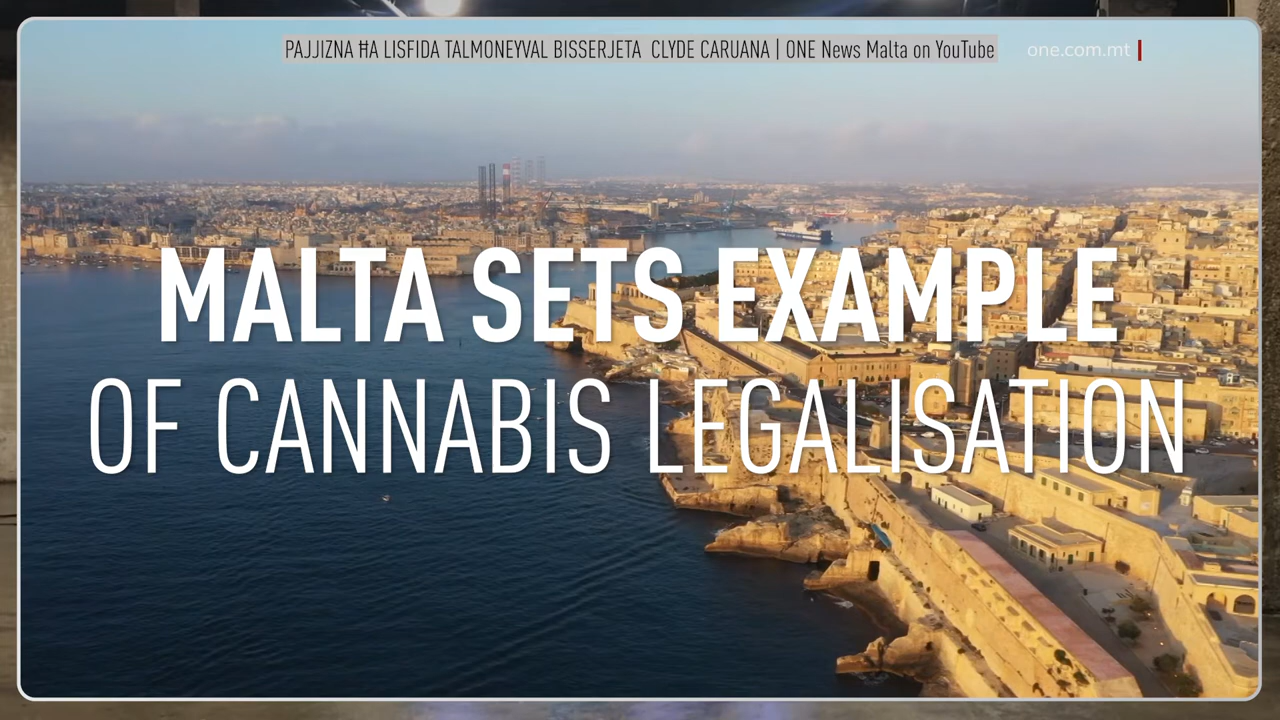 PAJJIZNA ĦA LISFIDA TALMONEYVAL BISSERJETA CLYDE CARUANA | ONE News Malta on YouTube one.com.mt
MALTA SETS EXAMPLE
OF CANNABIS LEGALISATION